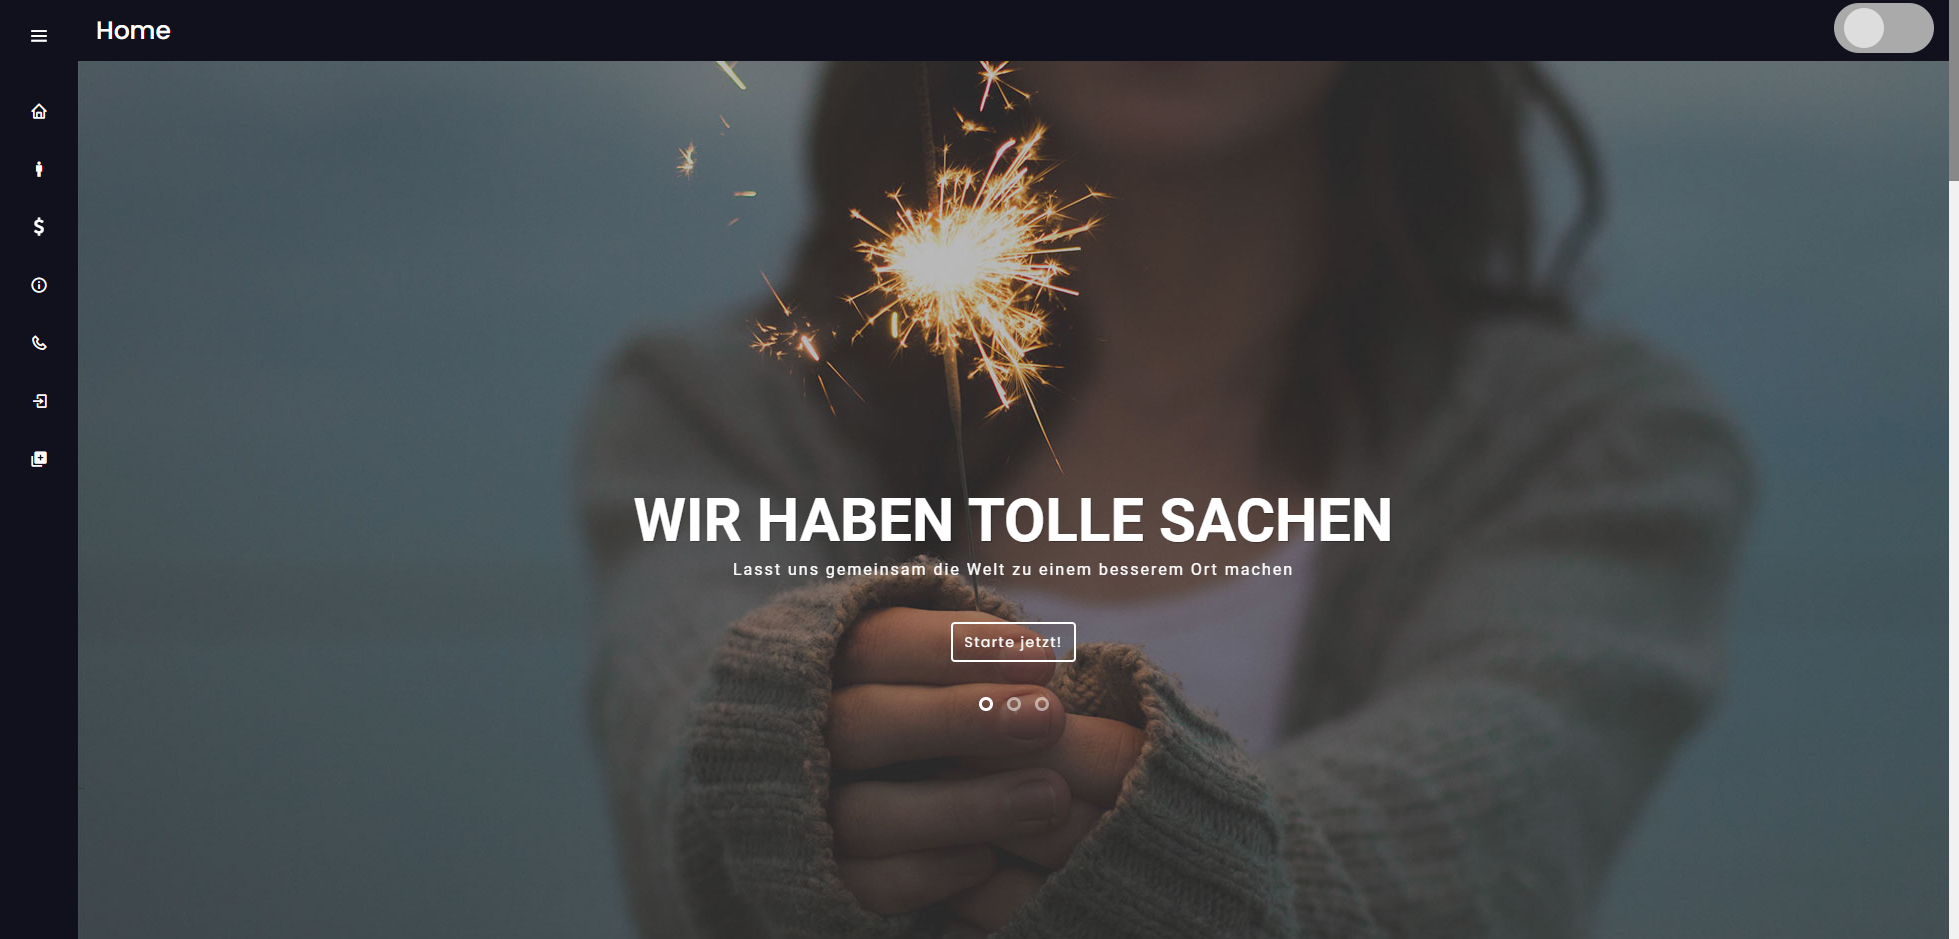 Home
WIR HABEN TOLLE SACHEN
Lasst uns gemeinsam die Welt zu einem besserem Ort machen
Starte jetzt!